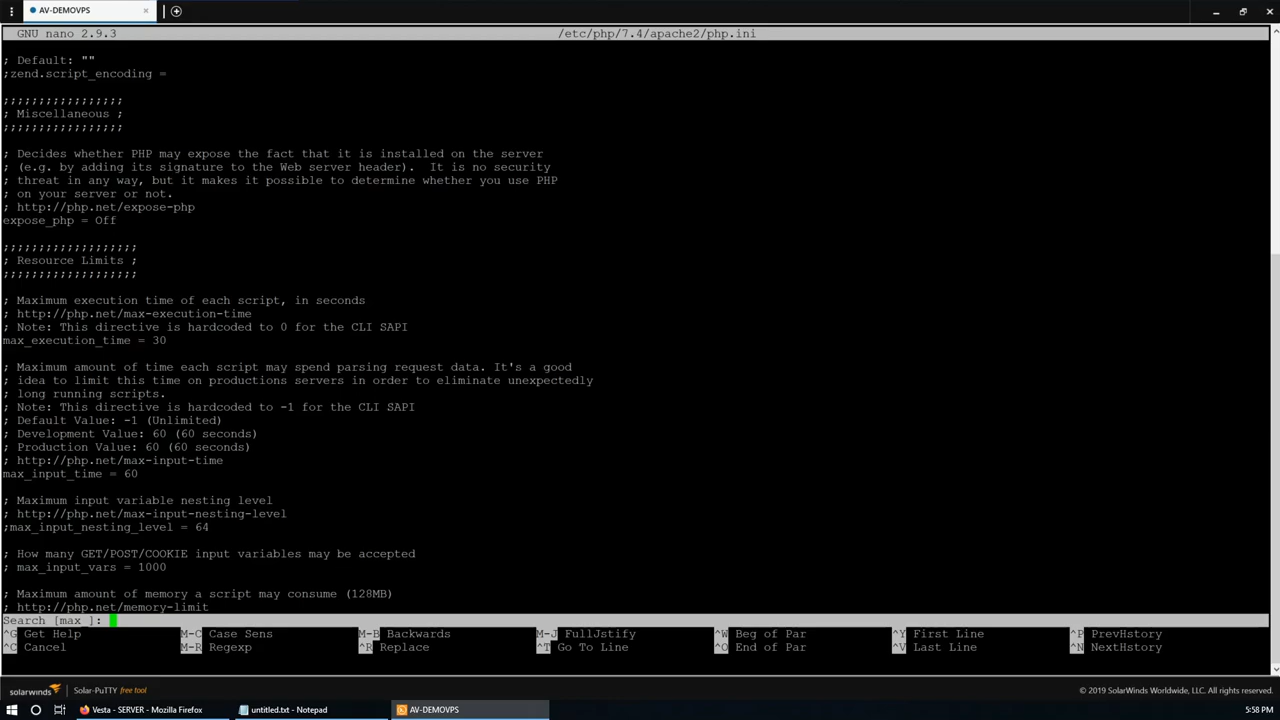 AV-DEMOVPS
GNU nano 2.9.3 /etc/php/7.4/apache2/php.ini
; Default: ""
;zend.script_encoding =
;;;;;;;;;;;;;;;;;
; Miscellaneous ;
;;;;;;;;;;;;;;;;;
; Decides whether PHP may expose the fact that it is installed on the server
; (e.g. by adding its signature to the Web server header).  It is no security
; threat in any way, but it makes it possible to determine whether you use PHP
; on your server or not.
; http://php.net/expose-php
expose_php = Off
;;;;;;;;;;;;;;;;;;;
; Resource Limits ;
;;;;;;;;;;;;;;;;;;;
; Maximum execution time of each script, in seconds
; http://php.net/max-execution-time
; Note: This directive is hardcoded to 0 for the CLI SAPI
max_execution_time = 30
; Maximum amount of time each script may spend parsing request data. It's a good
; idea to limit this time on productions servers in order to eliminate unexpectedly
; long running scripts.
; Note: This directive is hardcoded to -1 for the CLI SAPI
; Default Value: -1 (Unlimited)
; Development Value: 60 (60 seconds)
; Production Value: 60 (60 seconds)
; http://php.net/max-input-time
max_input_time = 60
; Maximum input variable nesting level
; http://php.net/max-input-nesting-level
;max_input_nesting_level = 64
; How many GET/POST/COOKIE input variables may be accepted
; max_input_vars = 1000
; Maximum amount of memory a script may consume (128MB)
; http://php.net/memory-limit
Search [max_]:
^G Get Help M-C Case Sens M-B Backwards M-J FullJstify ^W Beg of Par ^Y First Line ^P PrevHstory
^C Cancel M-R Regexp ^R Replace ^T Go To Line ^O End of Par ^V Last Line ^N NextHstory
solarwinds Solar-PuTTY free tool © 2019 SolarWinds Worldwide, LLC. All rights reserved.
Vesta - SERVER - Mozilla Firefox untitled.txt - Notepad AV-DEMOVPS 5:58 PM